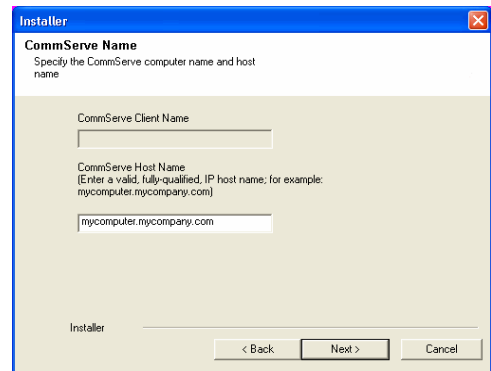 Installer
CommServe Name
Specify the CommServe computer name and host
name
CommServe Client Name
CommServe Host Name
(Enter a valid, fully-qualified, IP host name; for example:
mycomputer.mycompany.com)
mycomputer.mycompany.com
Installer
< Back
Next >
Cancel